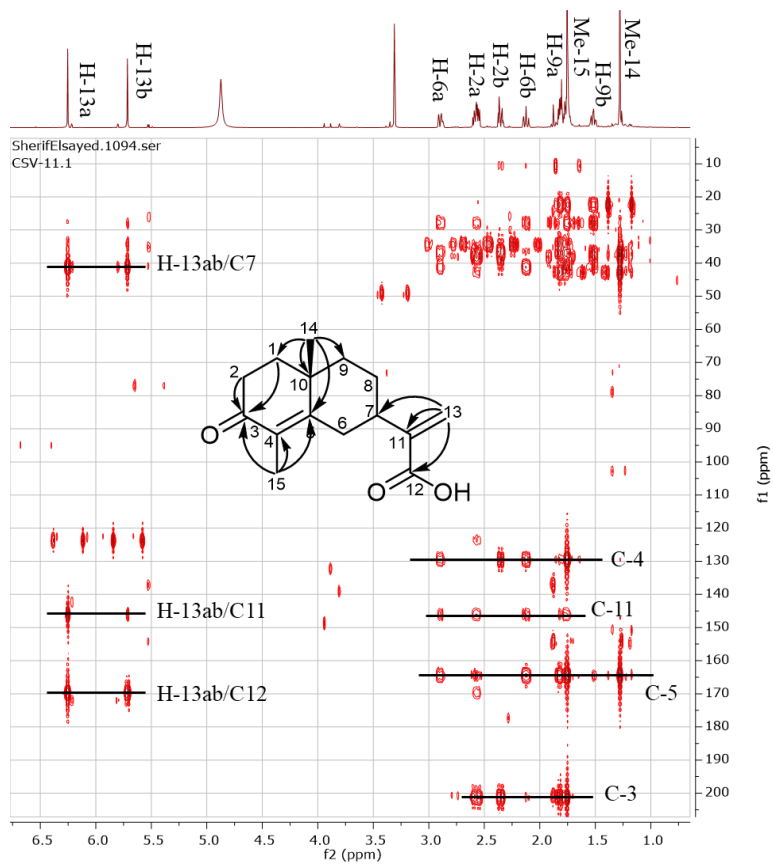 H-13a
H-13b
H-6a
H-2a
H-2b
H-6b
H-9a
Me-15
H-9b
Me-14
SherifElsayed.1094.ser
CSV-11.1
10
20
30
H-13ab/C7
40
50
60
14
1
9
2
70
10
8
80
13
3
4
5
6
7
90
11
O
15
12
100
O
OH
110
120
C-4
130
H-13ab/C11
C-11
140
150
160
H-13ab/C12
C-5
170
180
190
C-3
200
6.5 6.0 5.5 5.0 4.5 4.0 3.5 3.0 2.5 2.0 1.5 1.0
f2 (ppm)
f1 (ppm)